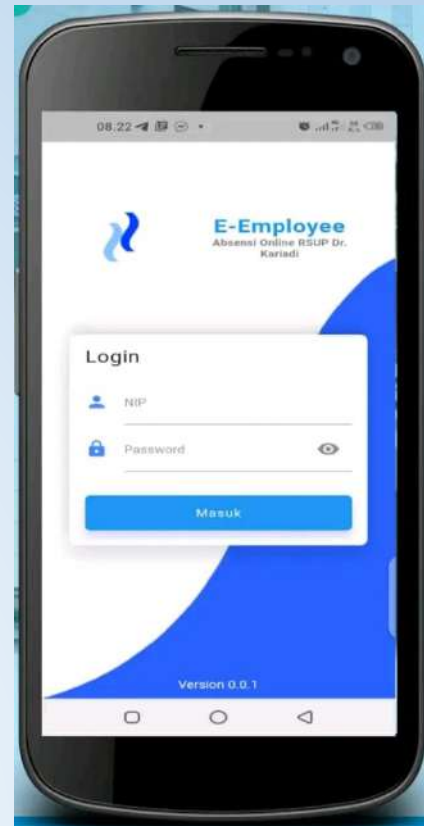 08.22
E-Employee
Absensi Online RSUP Dr.
Kariadi
Login
NIP
Password
Masuk
Version 0.0.1